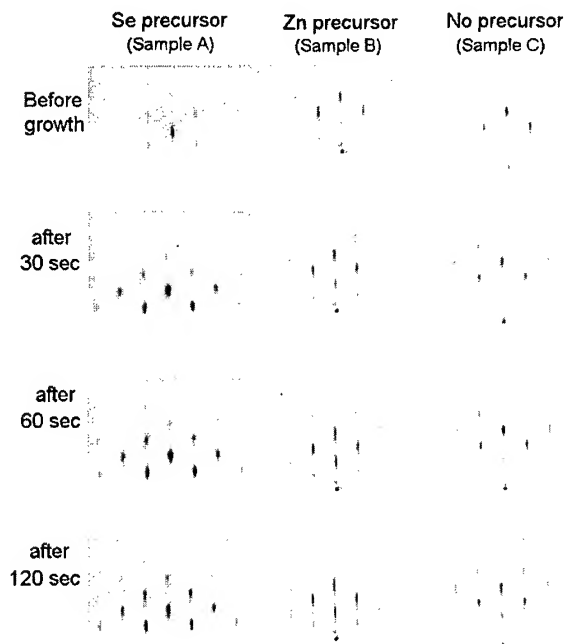 Se precursor
(Sample A)
Zn precursor
(Sample B)
No precursor
(Sample C)
Before
growth
after
30 sec
after
60 sec
after
120 sec